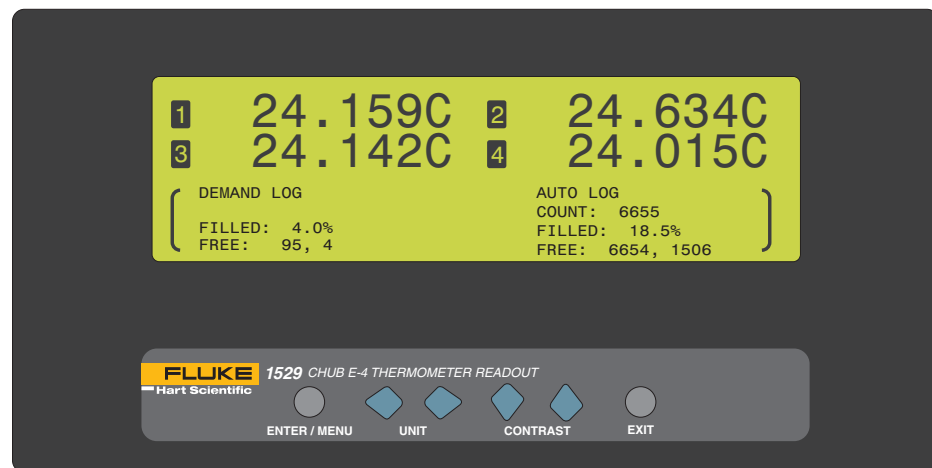 1 24.159C 2 24.634C
3 24.142C 4 24.015C
DEMAND LOG
FILLED: 4.0%
FREE: 95, 4
AUTO LOG
COUNT: 6655
FILLED: 18.5%
FREE: 6654, 1506
FLUKE
Hart Scientific
1529 CHUB E-4 THERMOMETER READOUT
ENTER / MENU UNIT CONTRAST EXIT